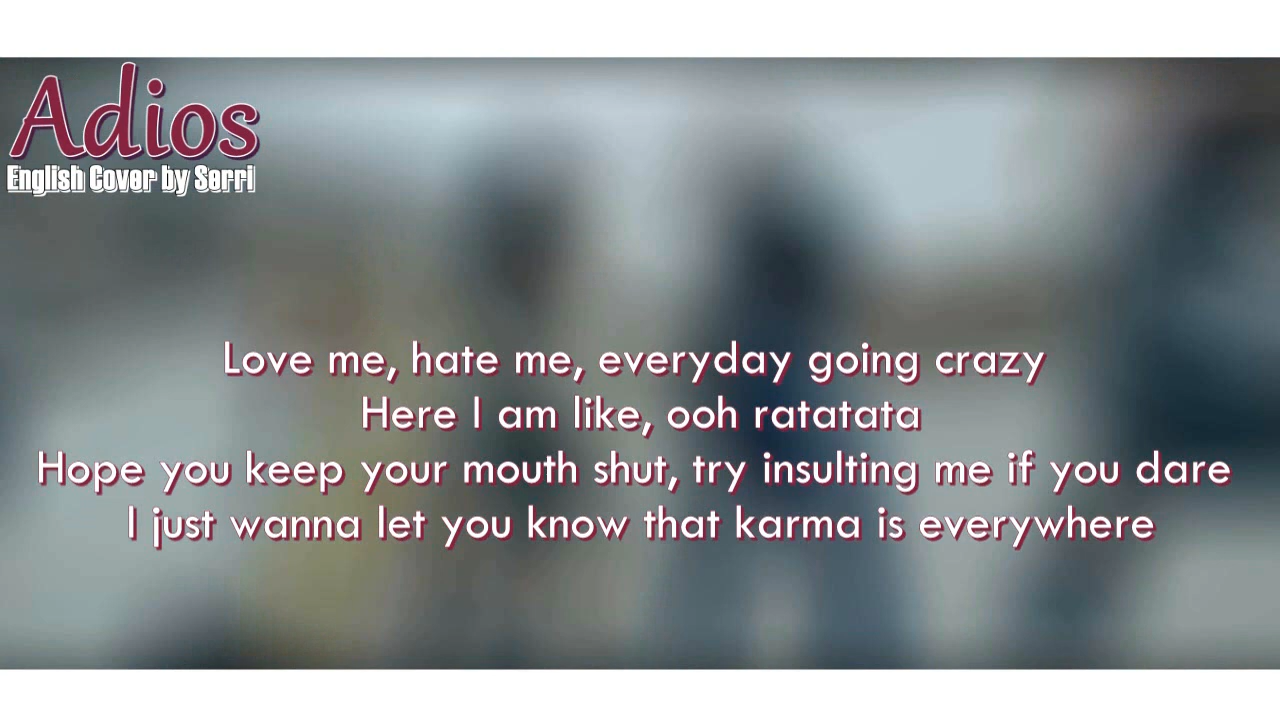 Adios
English Cover by Serri
Love me, hate me, everyday going crazy
Here I am like, ooh ratatata
Hope you keep your mouth shut, try insulting me if you dare
I just wanna let you know that karma is everywhere